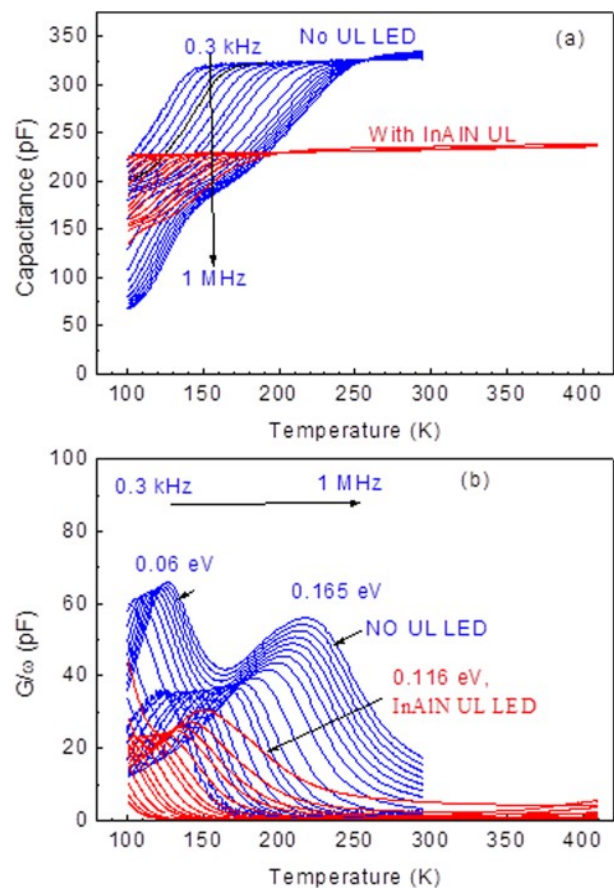 (a)
No UL LED
0.3 kHz
With InAlN UL
1 MHz
Capacitance (pF)
350
300
250
200
150
100
50
0
100 150 200 250 300 350 400
Temperature (K)
(b)
0.3 kHz 1 MHz
0.06 eV
0.165 eV
NO UL LED
0.116 eV,
InAlN UL LED
G/ω (pF)
100
80
60
40
20
0
100 150 200 250 300 350 400
Temperature (K)